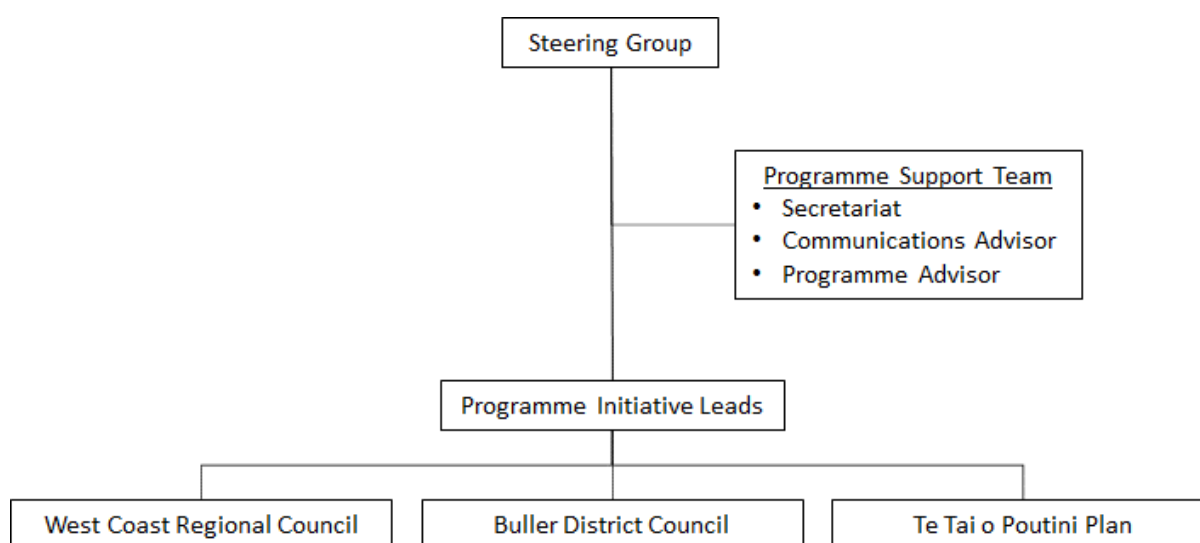 Steering Group
Programme Support Team
• Secretariat
• Communications Advisor
• Programme Advisor
Programme Initiative Leads
West Coast Regional Council
Buller District Council
Te Tai o Poutini Plan